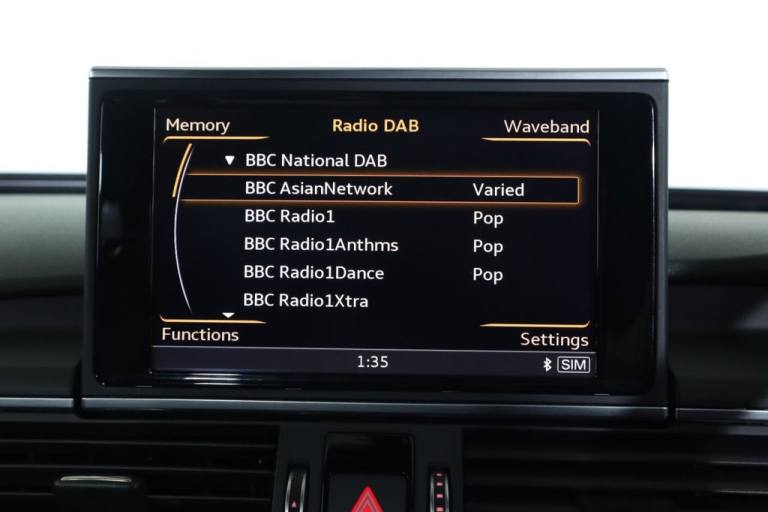 Memory Radio DAB Waveband
BBC National DAB
BBC AsianNetwork Varied
BBC Radio1 Pop
BBC Radio1Anthms Pop
BBC Radio1Dance Pop
BBC Radio1Xtra
Functions Settings
1:35 SIM